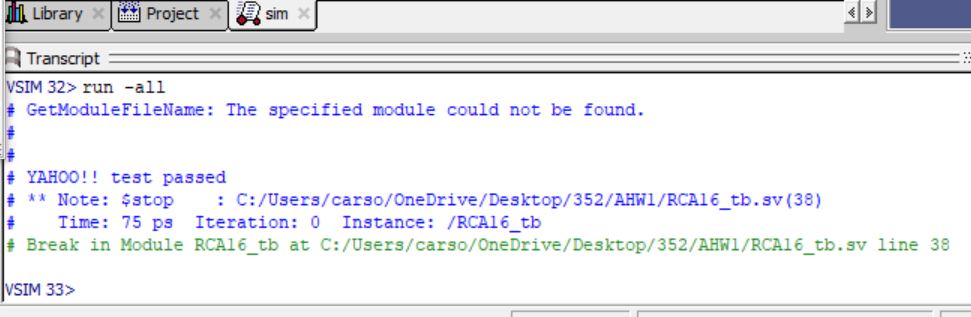 Library Project sim
Transcript
VSIM 32> run -all
# GetModuleFileName: The specified module could not be found.
#
#
# YAHOO!! test passed
# ** Note: $stop    : C:/Users/carso/OneDrive/Desktop/352/AHW1/RCA16_tb.sv(38)
#    Time: 75 ps  Iteration: 0  Instance: /RCA16_tb
# Break in Module RCA16_tb at C:/Users/carso/OneDrive/Desktop/352/AHW1/RCA16_tb.sv line 38
VSIM 33>